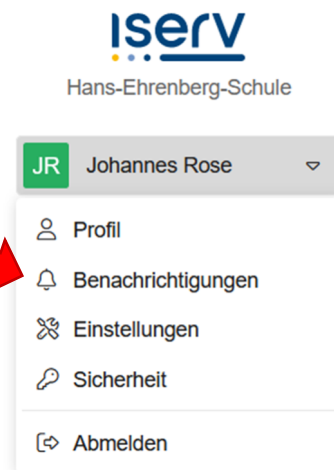 IServ
Hans-Ehrenberg-Schule
JR Johannes Rose
Profil
Benachrichtigungen
Einstellungen
Sicherheit
Abmelden